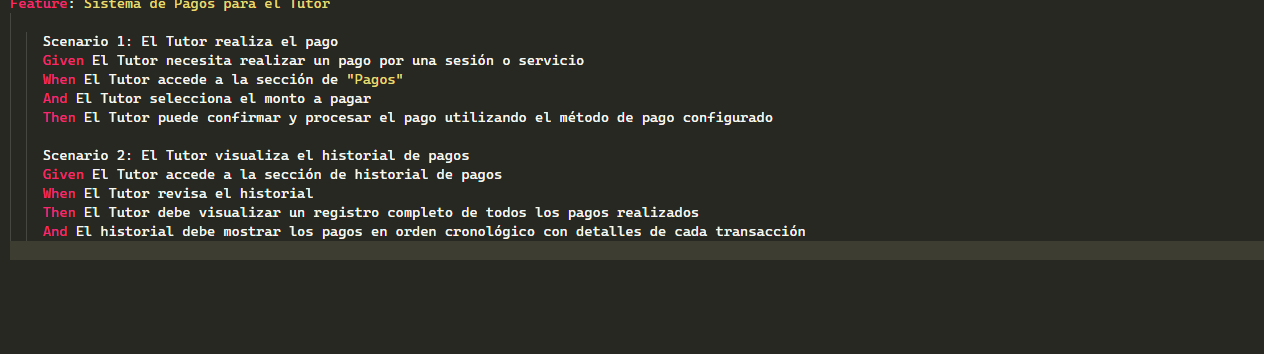 Feature: Sistema de Pagos para el Tutor
Scenario 1: El Tutor realiza el pago
Given El Tutor necesita realizar un pago por una sesión o servicio
When El Tutor accede a la sección de "Pagos"
And El Tutor selecciona el monto a pagar
Then El Tutor puede confirmar y procesar el pago utilizando el método de pago configurado
Scenario 2: El Tutor visualiza el historial de pagos
Given El Tutor accede a la sección de historial de pagos
When El Tutor revisa el historial
Then El Tutor debe visualizar un registro completo de todos los pagos realizados
And El historial debe mostrar los pagos en orden cronológico con detalles de cada transacción